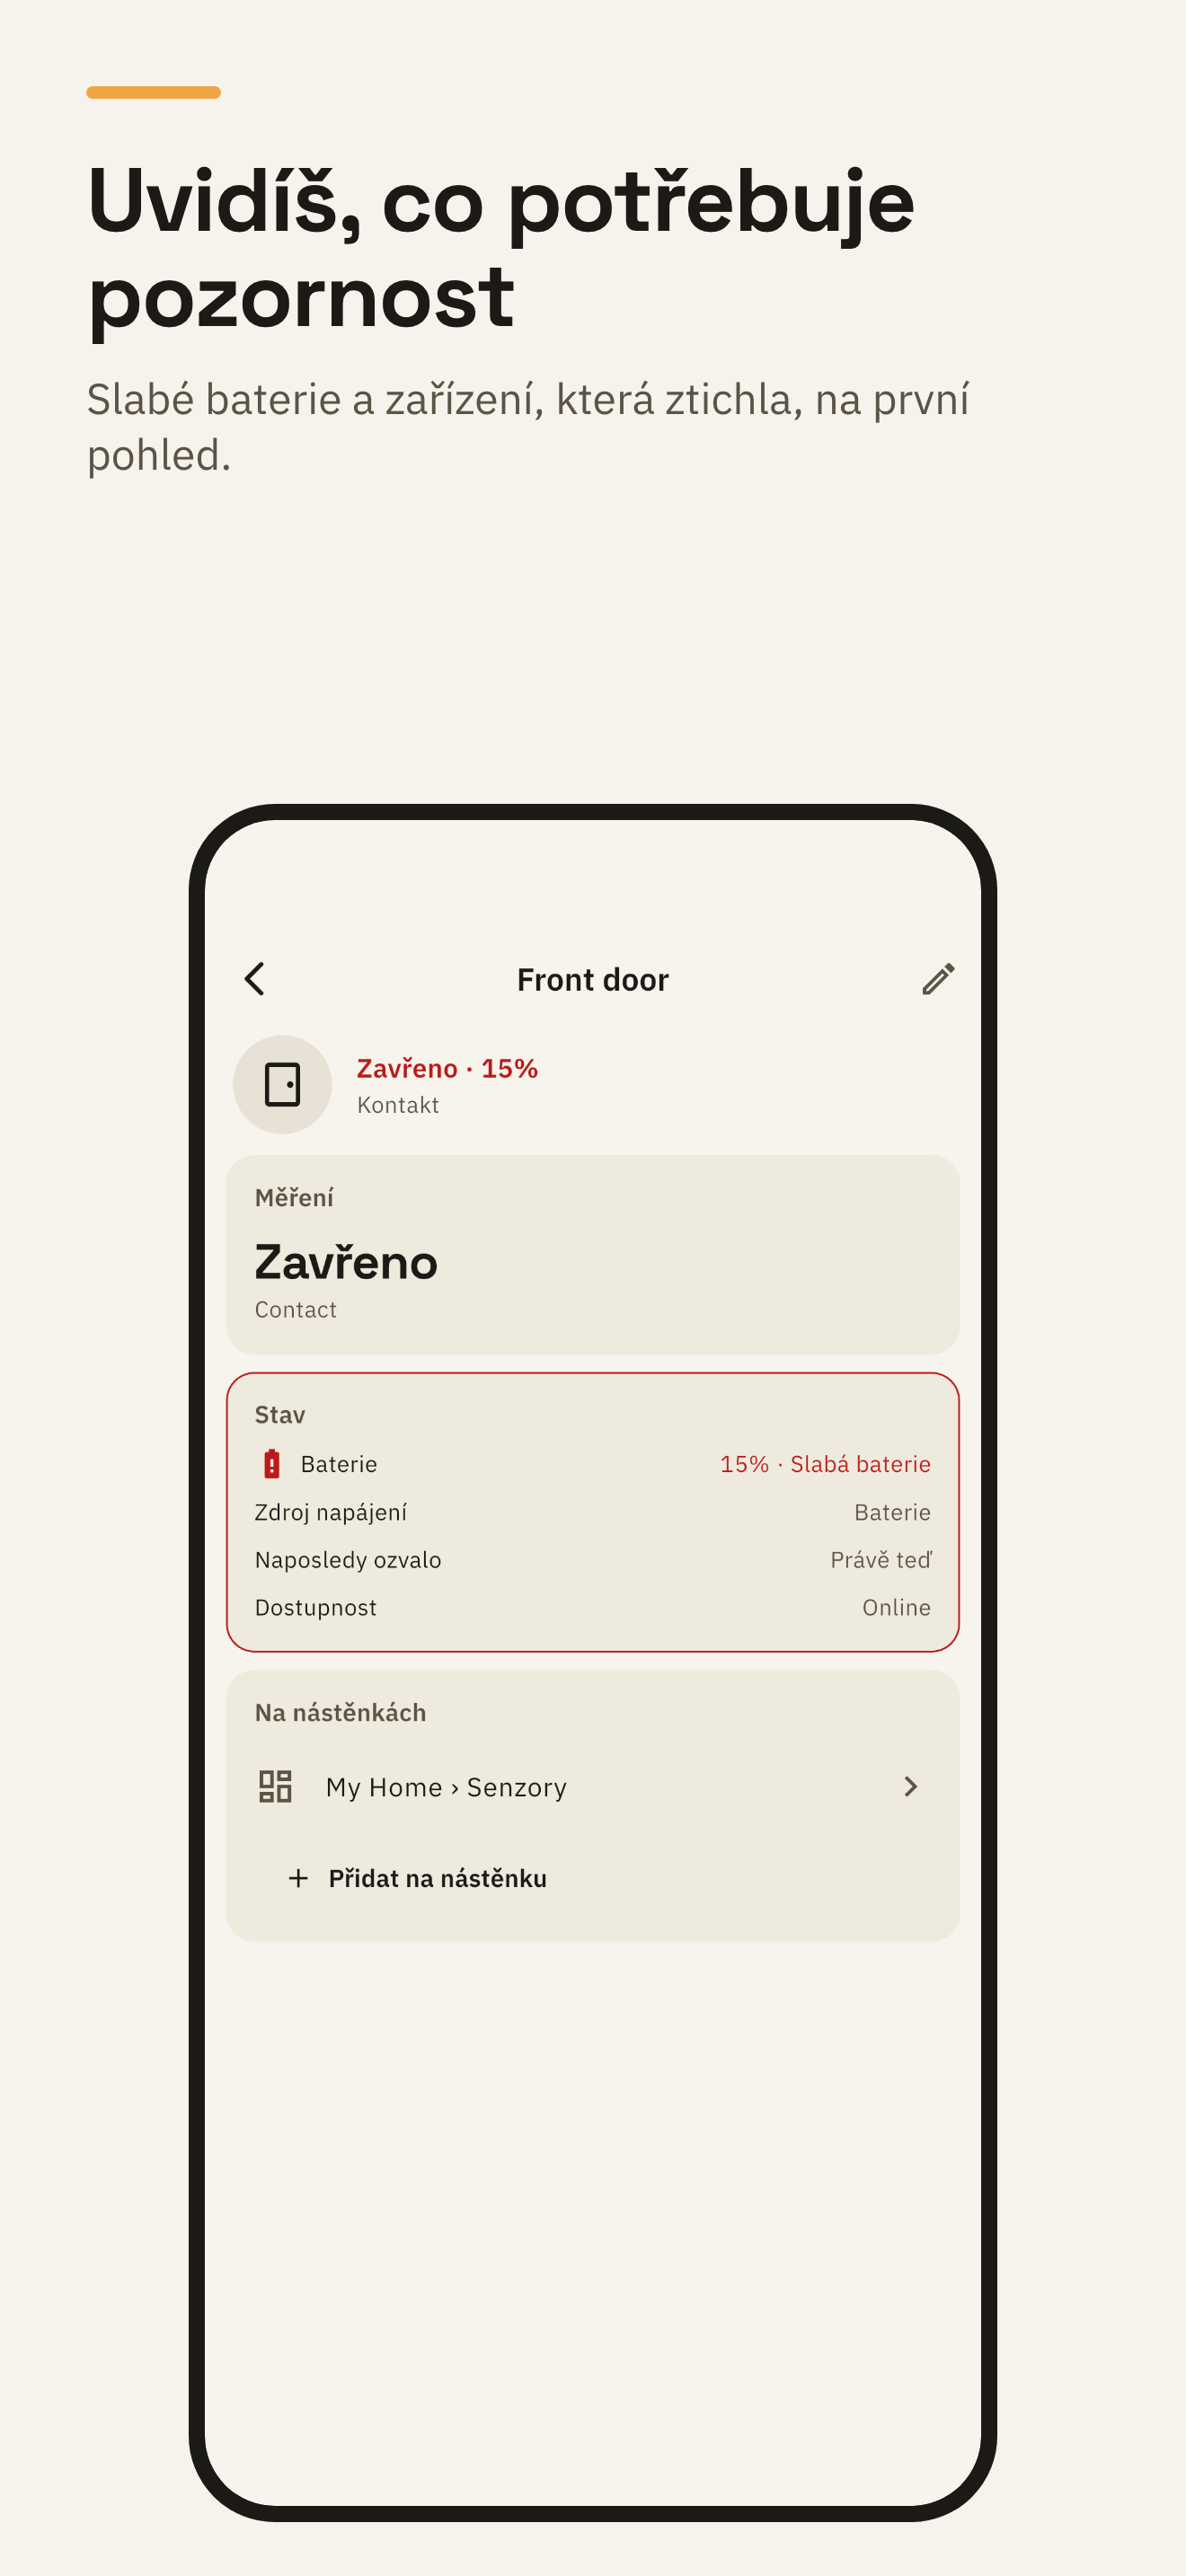 Uvidíš, co potřebuje
pozornost
Slabé baterie a zařízení, která ztichla, na první
pohled.
Front door
Zavřeno · 15%
Kontakt
Měření
Zavřeno
Contact
Stav
Baterie 15% · Slabá baterie
Zdroj napájení Baterie
Naposledy ozvalo Právě teď
Dostupnost Online
Na nástěnkách
My Home › Senzory
+ Přidat na nástěnku